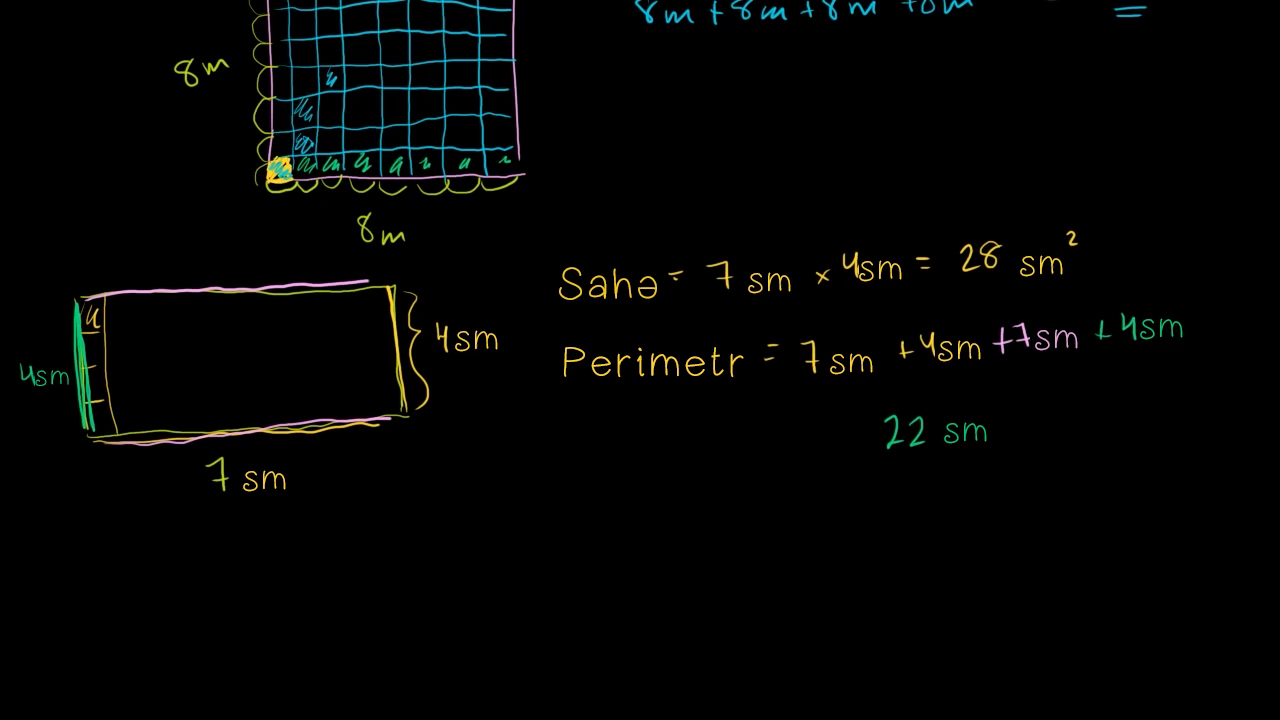 8m + 8m + 8m + 8m =
8m
8m
Sahə = 7 sm × 4sm = 28 sm²
4sm
Perimetr = 7 sm + 4sm + 7sm + 4sm
4sm
22 sm
7 sm